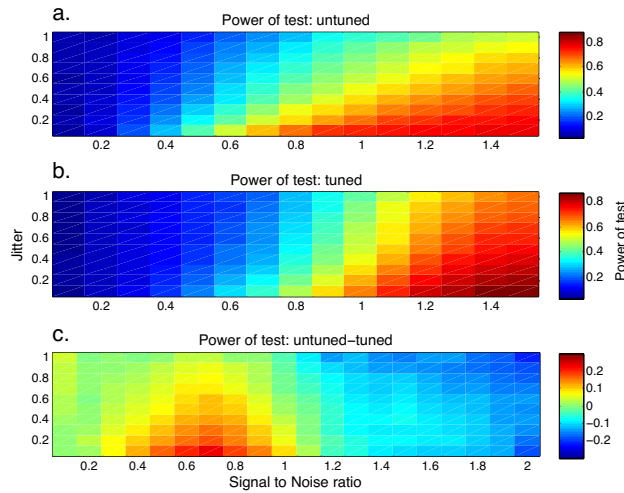 a.
Power of test: untuned
1
0.8
0.6
0.4
0.2
0.2 0.4 0.6 0.8 1 1.2 1.4
0.8
0.6
0.4
0.2
b.
Power of test: tuned
Jitter
1
0.8
0.6
0.4
0.2
0.2 0.4 0.6 0.8 1 1.2 1.4
0.8
0.6
0.4
0.2
Power of test
c.
Power of test: untuned−tuned
1
0.8
0.6
0.4
0.2
0.2 0.4 0.6 0.8 1 1.2 1.4 1.6 1.8 2
Signal to Noise ratio
0.2
0.1
0
−0.1
−0.2